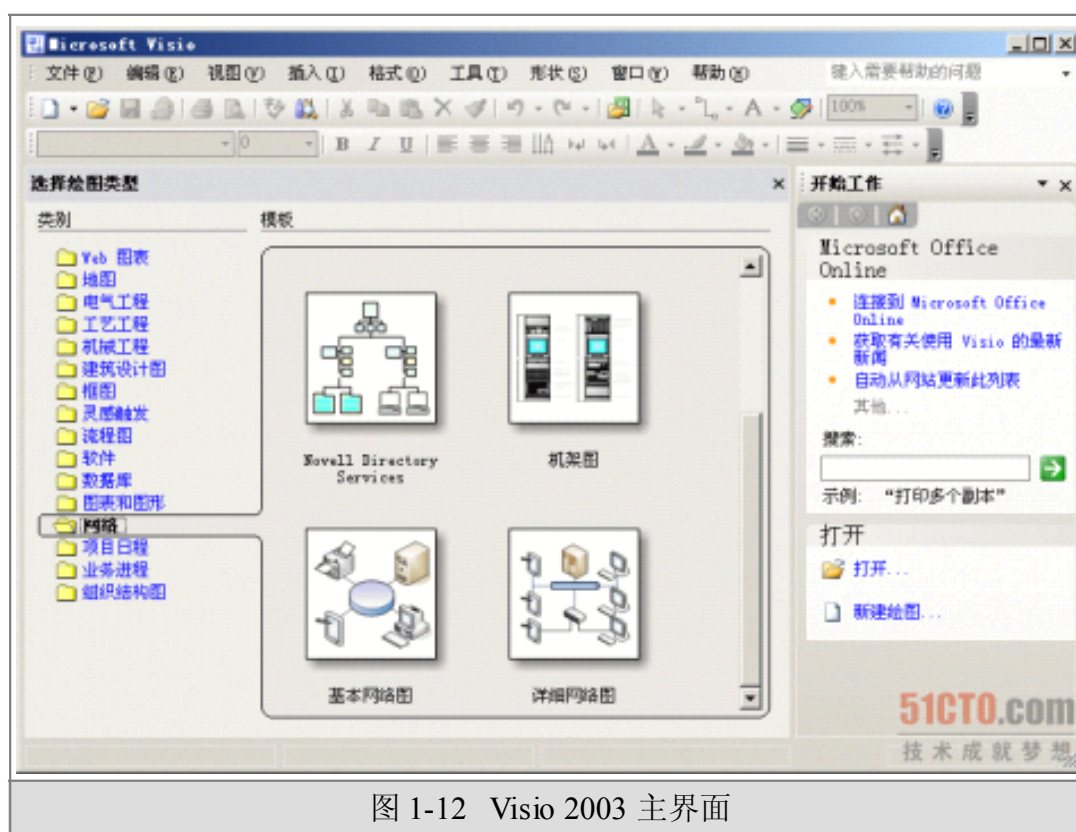 Microsoft Visio
文件(F) 编辑(E) 视图(V) 插入(I) 格式(O) 工具(T) 形状(S) 窗口(W) 帮助(H) 键入需要帮助的问题
100%
0 B I U A
选择绘图类型
类别 模板
Web 图表
地图
电气工程
工艺工程
机械工程
建筑设计图
框图
灵感触发
流程图
软件
数据库
图表和图形
网络
项目日程
业务进程
组织结构图
Novell Directory
Services
机架图
基本网络图
详细网络图
开始工作
Microsoft Office
Online
连接到 Microsoft Office
Online
获取有关使用 Visio 的最新
新闻
自动从网站更新此列表
其他...
搜索:
示例: “打印多个副本”
打开
打开...
新建绘图...
51CTO.com
技术成就梦想
图 1-12 Visio 2003 主界面